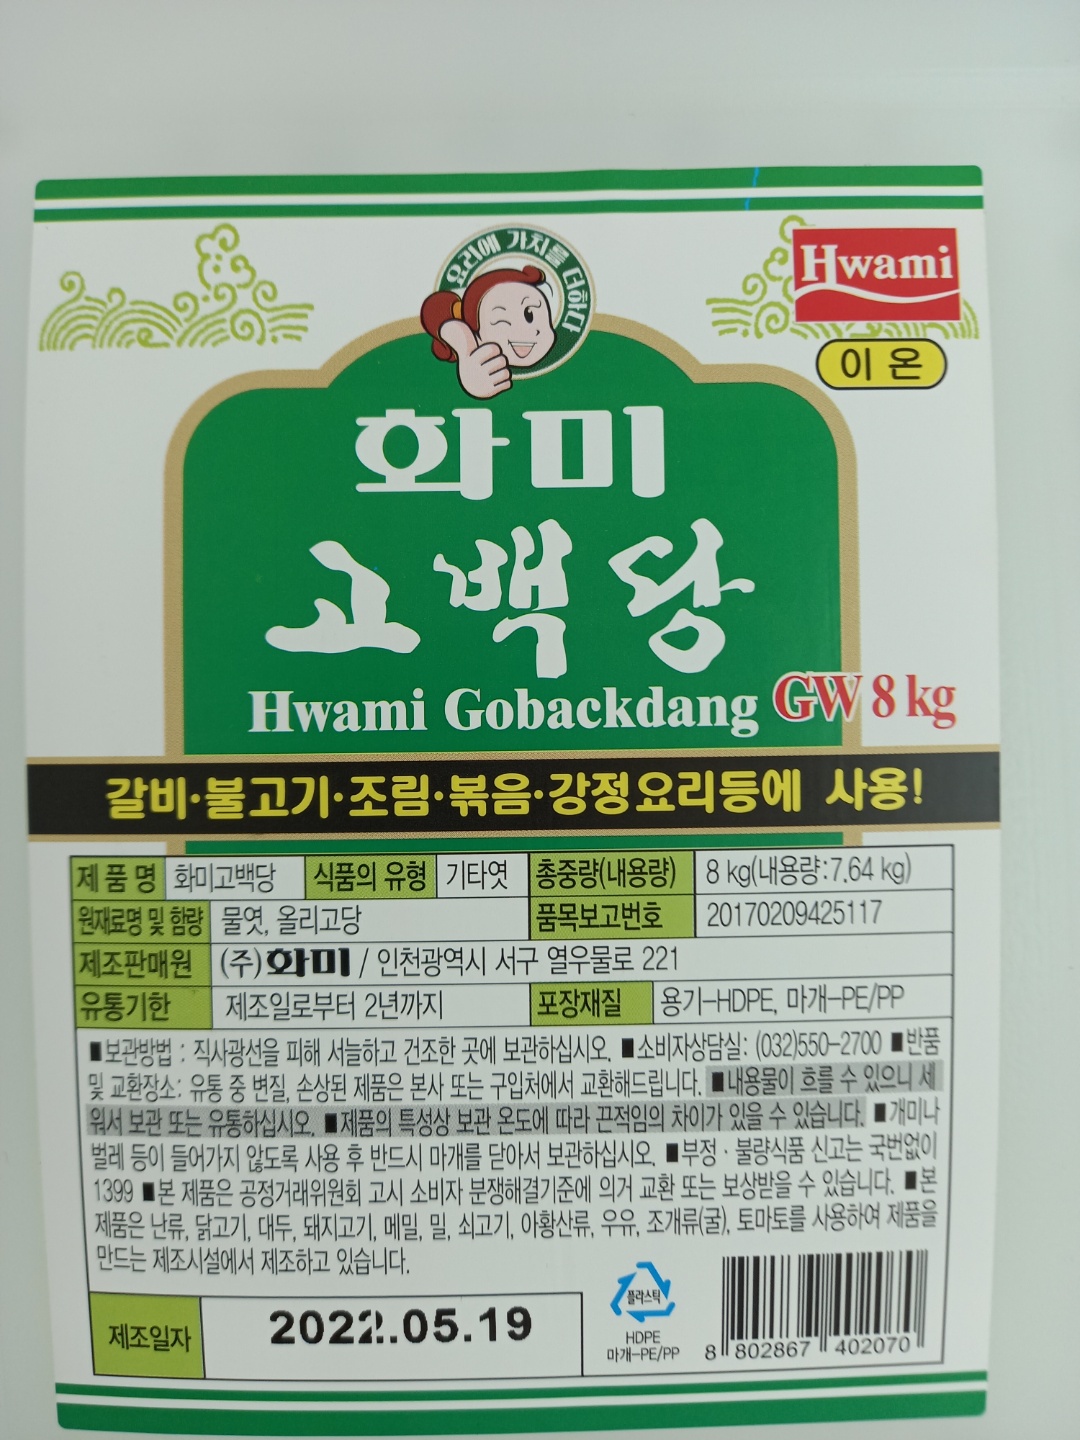 요리에 가치를 더하다
Hwami
이온
화미
고백당
Hwami Gobackdang GW 8 kg
갈비·불고기·조림·볶음·강정요리등에 사용!
제품명 화미고백당 식품의 유형 기타엿 총중량(내용량) 8 kg(내용량:7.64 kg)
원재료명 및 함량 물엿, 올리고당 품목보고번호 20170209425117
제조판매원 (주)화미 / 인천광역시 서구 열우물로 221
유통기한 제조일로부터 2년까지 포장재질 용기-HDPE, 마개-PE/PP
■보관방법 : 직사광선을 피해 서늘하고 건조한 곳에 보관하십시오. ■소비자상담실: (032)550-2700 ■반품
및 교환장소: 유통 중 변질, 손상된 제품은 본사 또는 구입처에서 교환해드립니다. ■내용물이 흐를 수 있으니 세
워서 보관 또는 유통하십시오. ■제품의 특성상 보관 온도에 따라 끈적임의 차이가 있을 수 있습니다. ■개미나
벌레 등이 들어가지 않도록 사용 후 반드시 마개를 닫아서 보관하십시오. ■부정·불량식품 신고는 국번없이
1399 ■본 제품은 공정거래위원회 고시 소비자 분쟁해결기준에 의거 교환 또는 보상받을 수 있습니다. ■본
제품은 난류, 닭고기, 대두, 돼지고기, 메밀, 밀, 쇠고기, 아황산류, 우유, 조개류(굴), 토마토를 사용하여 제품을
만드는 제조시설에서 제조하고 있습니다.
제조일자 2022.05.19
플라스틱
HDPE
마개-PE/PP
8 802867 402070